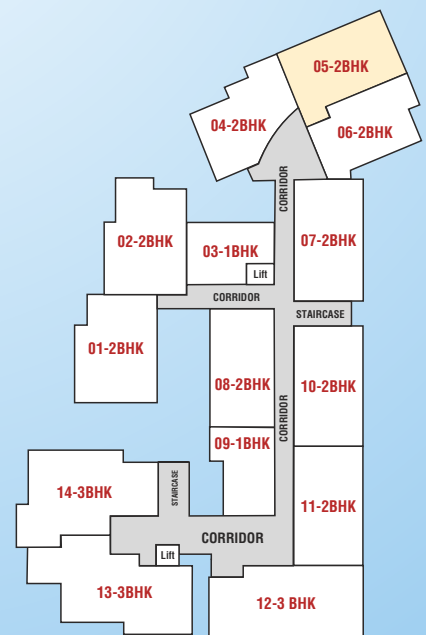 05-2BHK
04-2BHK
06-2BHK
CORRIDOR
02-2BHK
07-2BHK
03-1BHK
Lift
CORRIDOR
STAIRCASE
01-2BHK
08-2BHK
10-2BHK
CORRIDOR
09-1BHK
14-3BHK
STAIRCASE
11-2BHK
CORRIDOR
Lift
13-3BHK
12-3 BHK